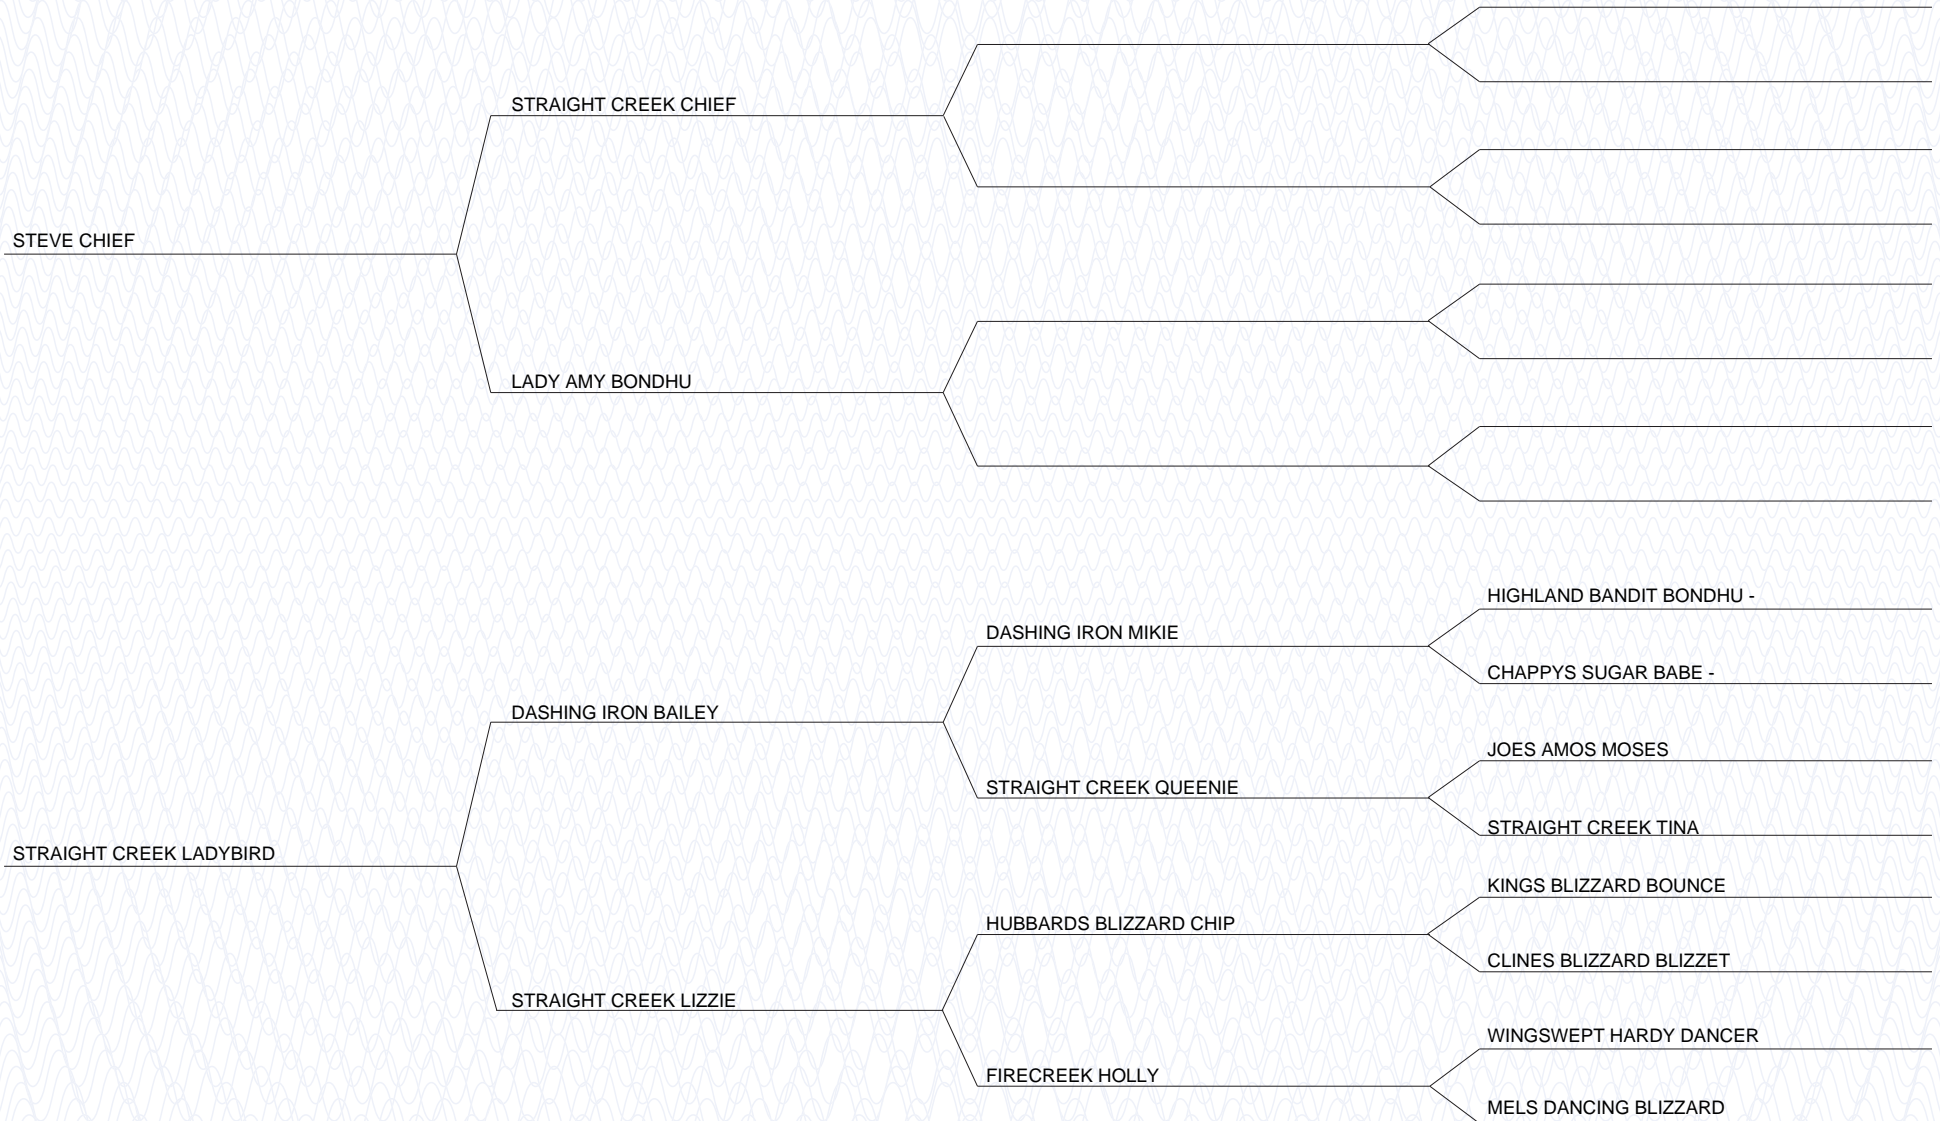 STRAIGHT CREEK CHIEF
STEVE CHIEF
LADY AMY BONDHU
HIGHLAND BANDIT BONDHU -
DASHING IRON MIKIE
CHAPPYS SUGAR BABE -
DASHING IRON BAILEY
JOES AMOS MOSES
STRAIGHT CREEK QUEENIE
STRAIGHT CREEK TINA
STRAIGHT CREEK LADYBIRD
KINGS BLIZZARD BOUNCE
HUBBARDS BLIZZARD CHIP
CLINES BLIZZARD BLIZZET
STRAIGHT CREEK LIZZIE
WINGSWEPT HARDY DANCER
FIRECREEK HOLLY
MELS DANCING BLIZZARD